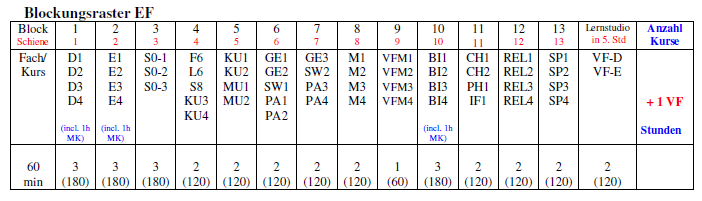 Blockungsraster EF
Block 1 2 3 4 5 6 7 8 9 10 11 12 13 Lernstudio Anzahl
Schiene 1 2 3 4 5 6 7 8 9 10 11 12 13 in 5. Std Kurse
Fach/ D1 E1 S0-1 F6 KU1 GE1 GE3 M1 VFM1 BI1 CH1 REL1 SP1 VF-D
Kurs D2 E2 S0-2 L6 KU2 GE2 SW2 M2 VFM2 BI2 CH2 REL2 SP2 VF-E
D3 E3 S0-3 S8 MU1 SW1 PA3 M3 VFM3 BI3 PH1 REL3 SP3
D4 E4 KU3 MU2 PA1 PA4 M4 VFM4 BI4 IF1 REL4 SP4 + 1 VF
KU4 PA2
(incl. 1h (incl. 1h (incl. 1h Stunden
MK) MK) MK)
60 3 3 3 2 2 2 2 2 1 3 2 2 2 2
min (180) (180) (180) (120) (120) (120) (120) (120) (60) (180) (120) (120) (120) (120)